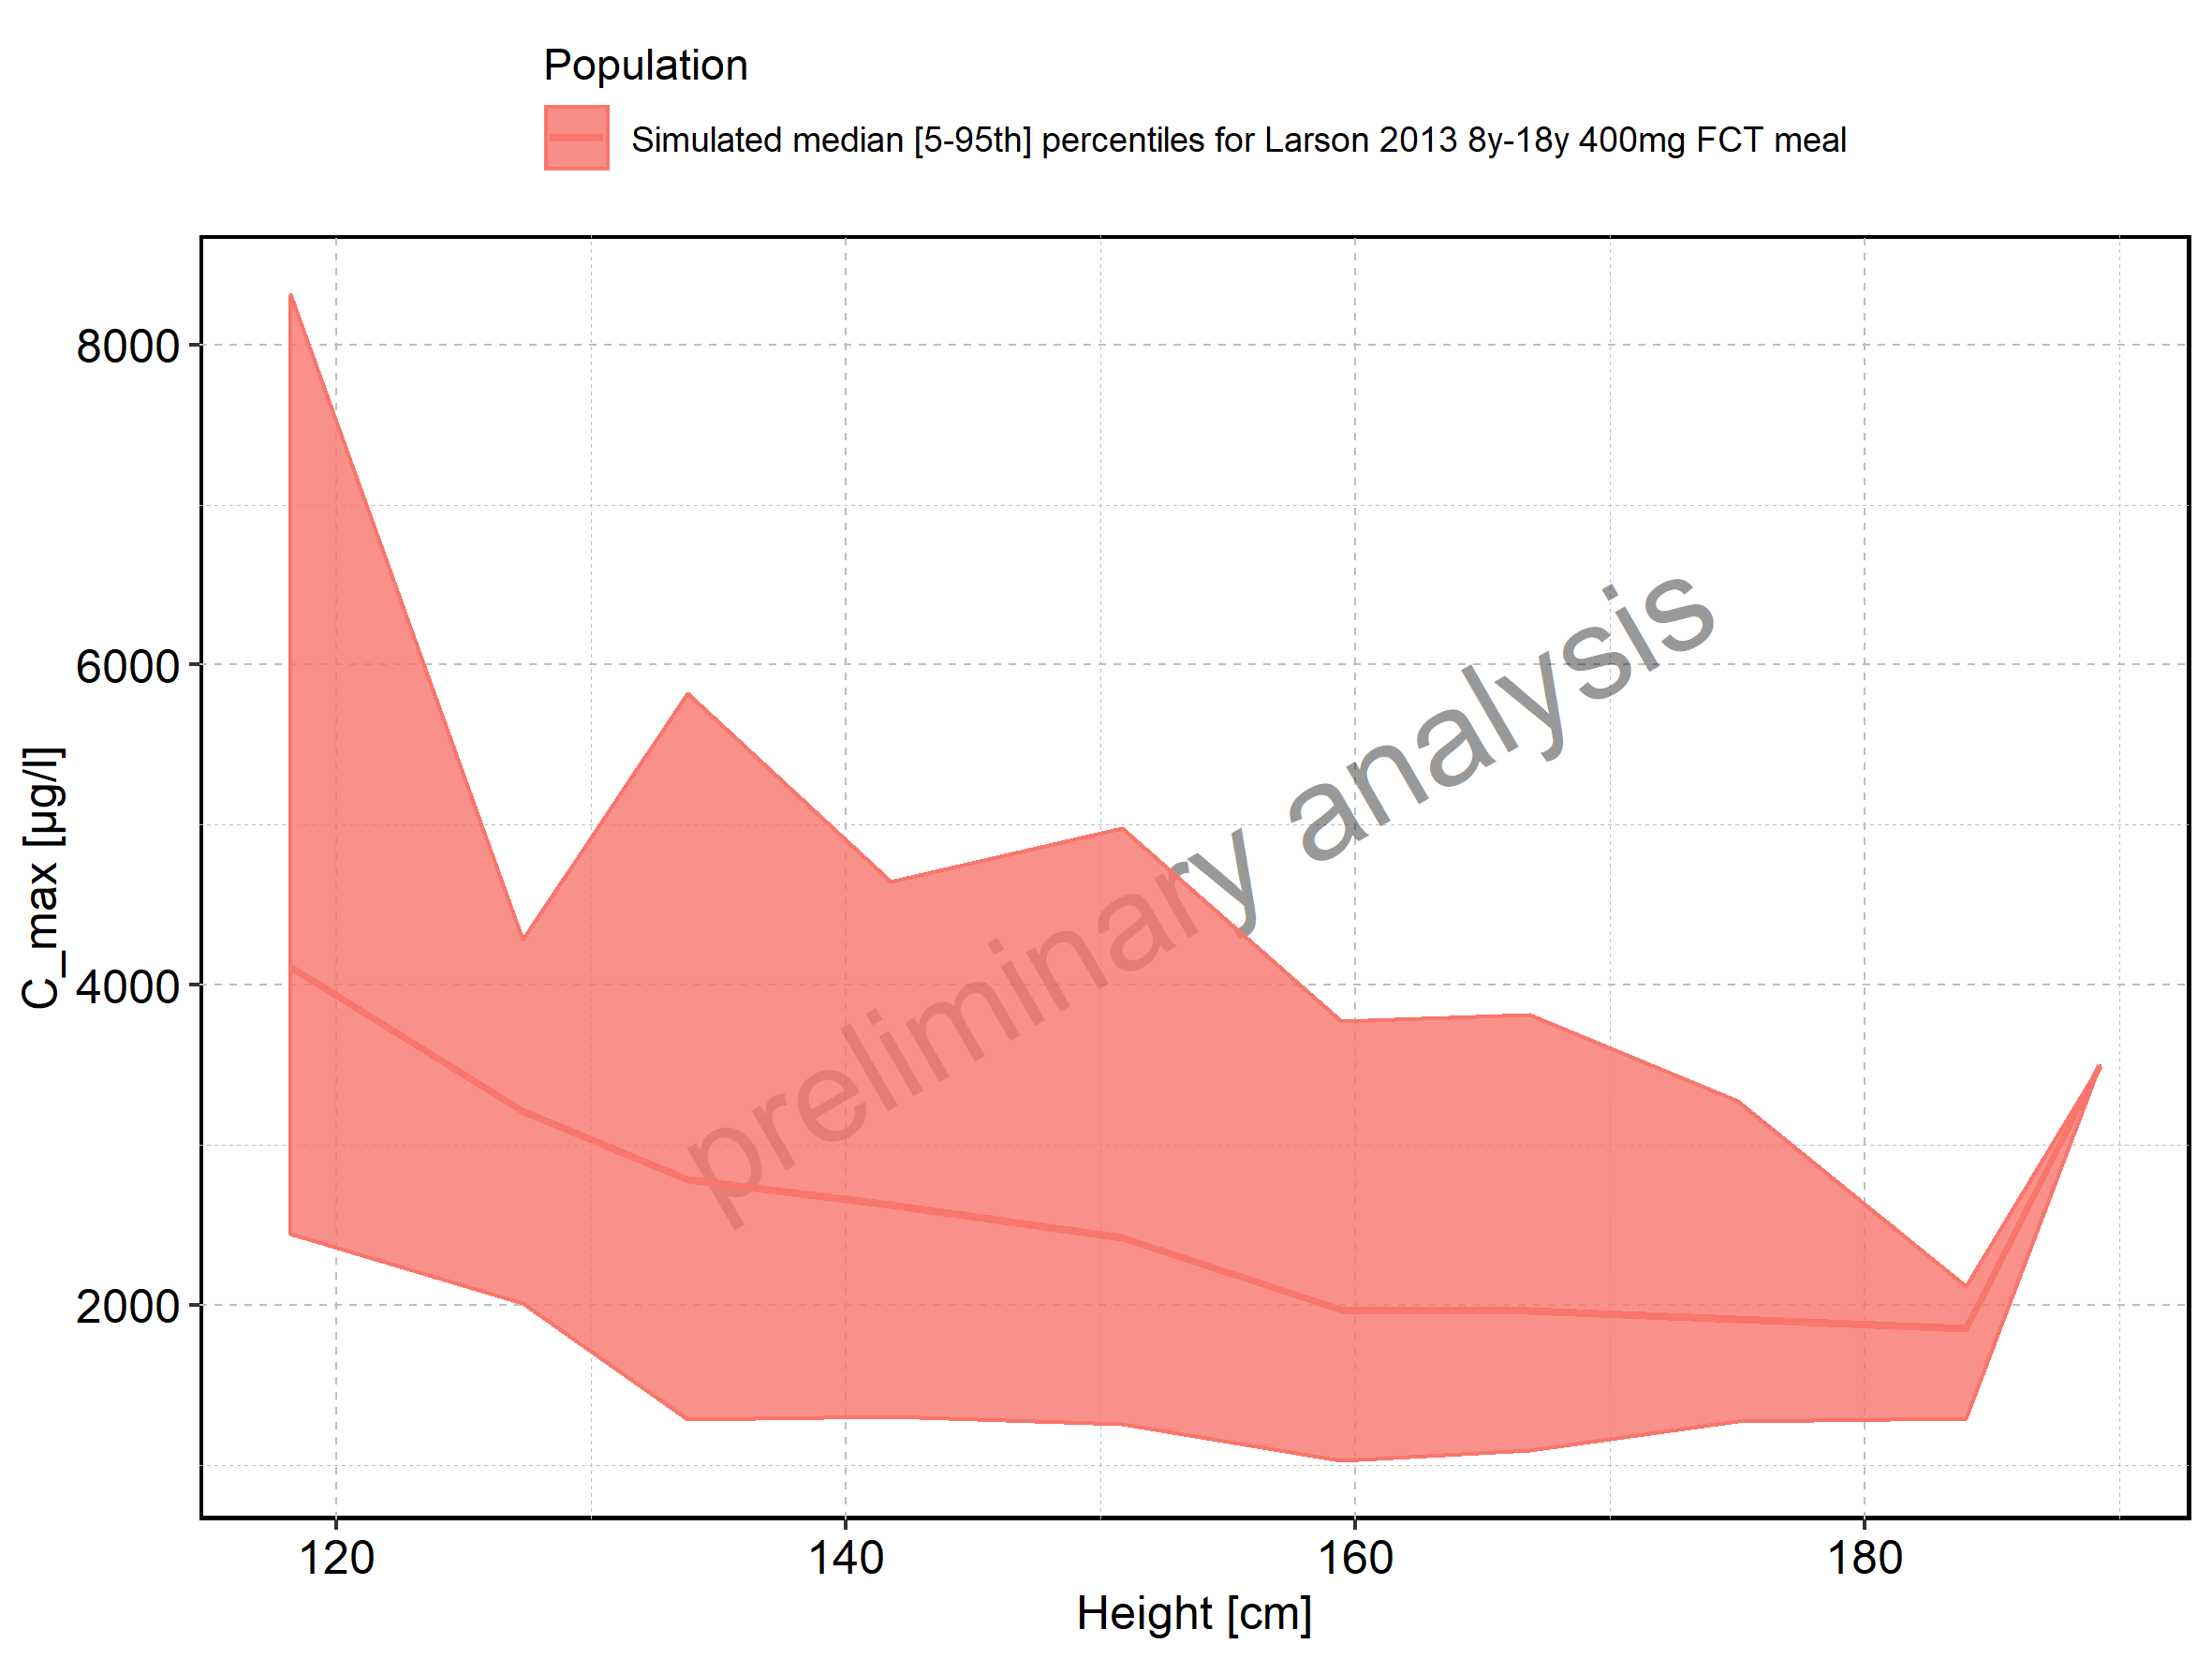 Population
Simulated median [5-95th] percentiles for Larson 2013 8y-18y 400mg FCT meal
8000
6000
4000
2000
C_max [µg/l]
preliminary analysis
120 140 160 180
Height [cm]